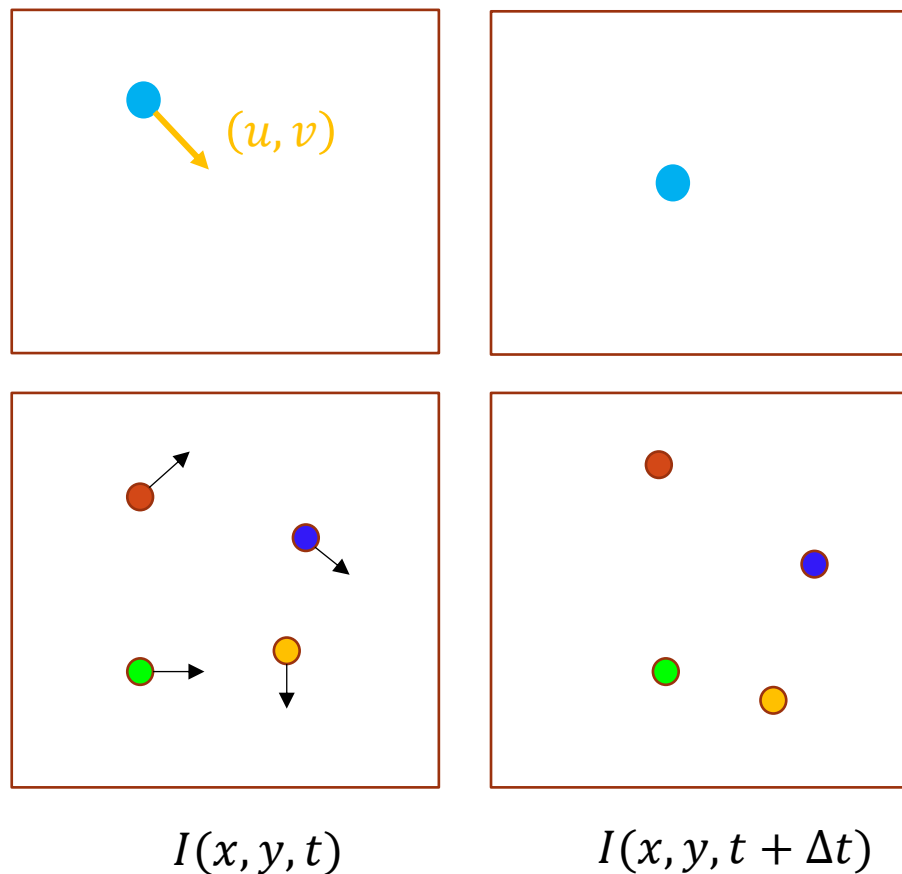 (u, v)
I(x, y, t)
I(x, y, t + Δt)